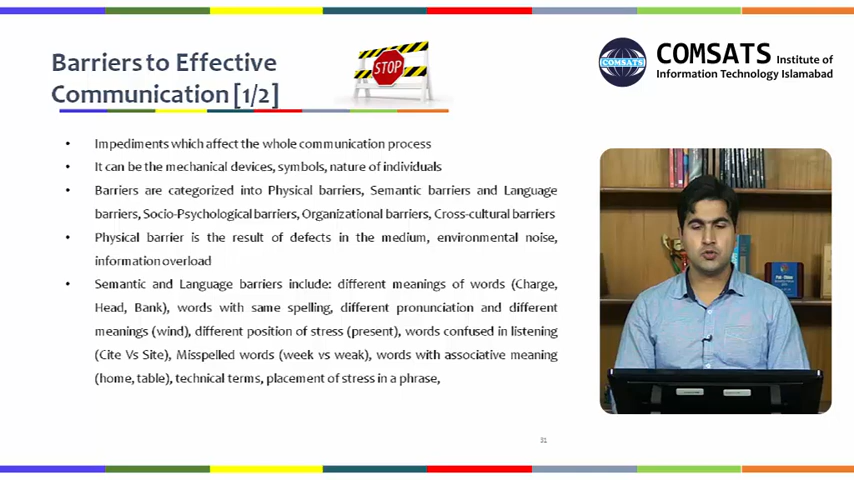 Barriers to Effective
Communication [1/2]
STOP
COMSATS
COMSATS Institute of
Information Technology Islamabad
• Impediments which affect the whole communication process
• It can be the mechanical devices, symbols, nature of individuals
• Barriers are categorized into Physical barriers, Semantic barriers and Language
barriers, Socio-Psychological barriers, Organizational barriers, Cross-cultural barriers
• Physical barrier is the result of defects in the medium, environmental noise,
information overload
• Semantic and Language barriers include: different meanings of words (Charge,
Head, Bank), words with same spelling, different pronunciation and different
meanings (wind), different position of stress (present), words confused in listening
(Cite Vs Site), Misspelled words (week vs weak), words with associative meaning
(home, table), technical terms, placement of stress in a phrase,
31